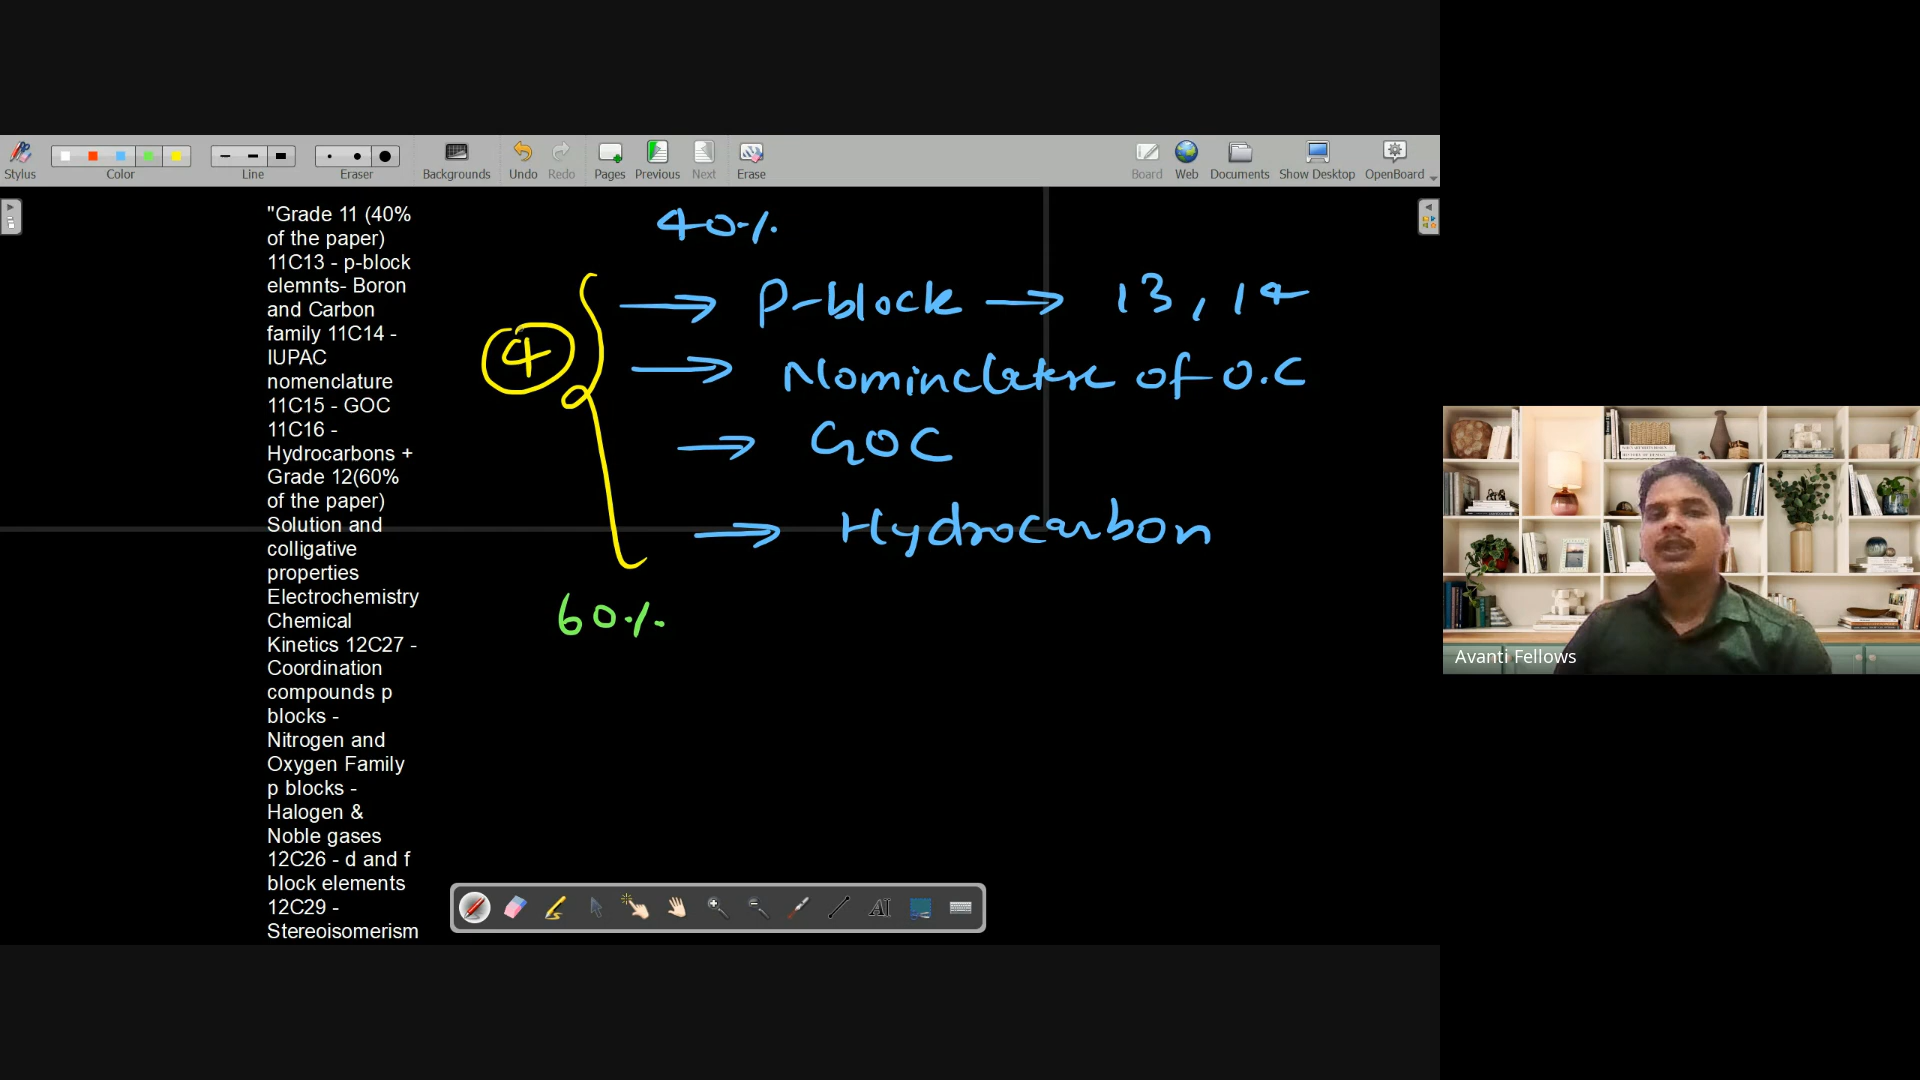 Stylus
Color
Line
Eraser
Backgrounds
Undo
Redo
Pages
Previous
Next
Erase
Board
Web
Documents
Show Desktop
OpenBoard
"Grade 11 (40%
of the paper)
11C13 - p-block
elemnts- Boron
and Carbon
family 11C14 -
IUPAC
nomenclature
11C15 - GOC
11C16 -
Hydrocarbons +
Grade 12(60%
of the paper)
Solution and
colligative
properties
Electrochemistry
Chemical
Kinetics 12C27 -
Coordination
compounds p
blocks -
Nitrogen and
Oxygen Family
p blocks -
Halogen &
Noble gases
12C26 - d and f
block elements
12C29 -
Stereoisomerism
40%
4
→ P-block → 13, 14
→ Nominclature of O.C
→ GOC
→ Hydrocarbon
60%
AI
Avanti Fellows